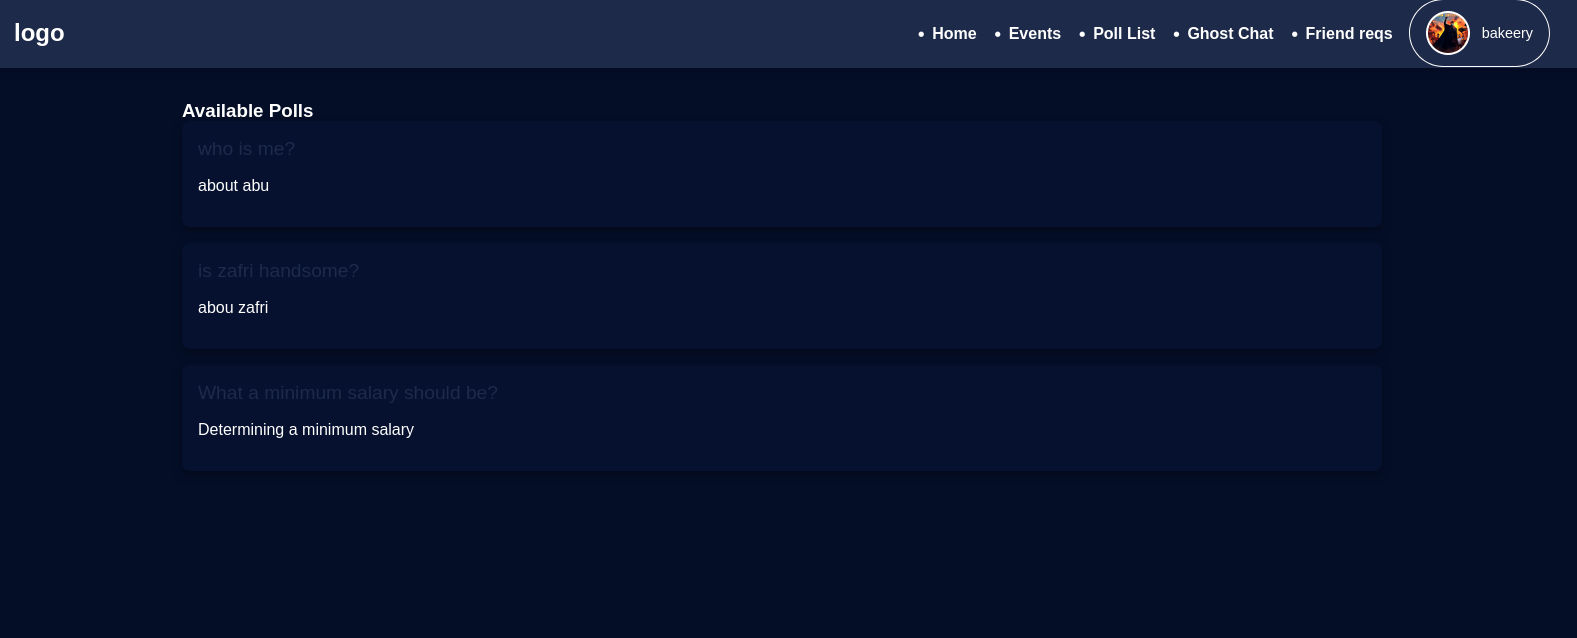 logo
• Home • Events • Poll List • Ghost Chat • Friend reqs bakeery
Available Polls
who is me?
about abu
is zafri handsome?
abou zafri
What a minimum salary should be?
Determining a minimum salary